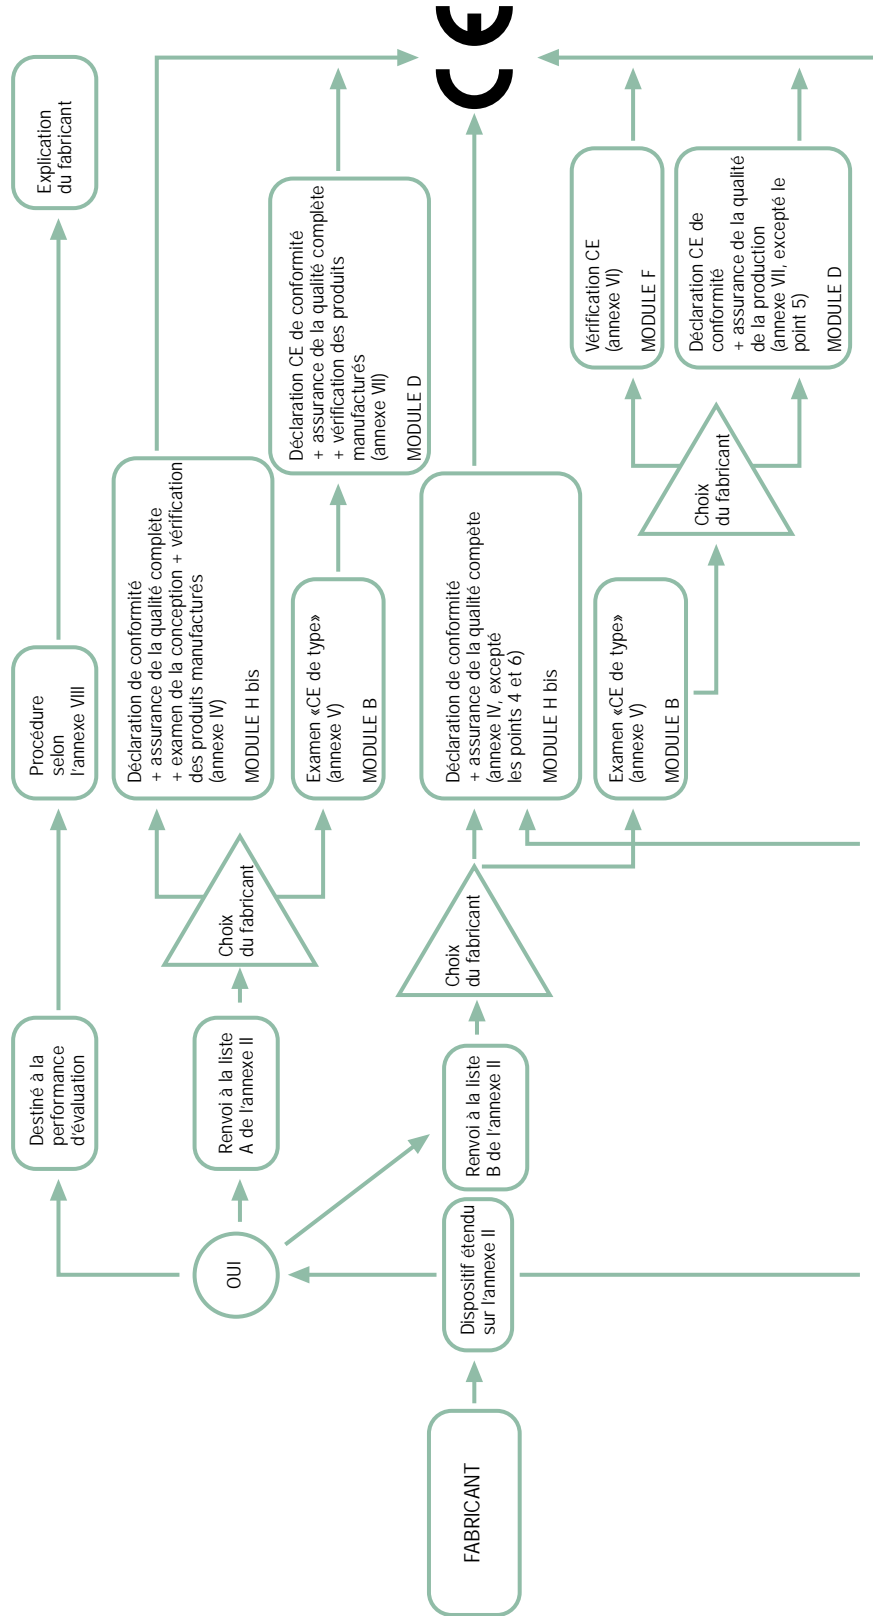 FABRICANT
Dispositif étendu
sur l'annexe II
OUI
Destiné à la
performance
d'évaluation
Procédure
selon
l'annexe VIII
Explication
du fabricant
Renvoi à la liste
A de l'annexe II
Choix
du fabricant
Déclaration de conformité
+ assurance de la qualité complète
+ examen de la conception + vérification
des produits manufacturés
(annexe IV)
MODULE H bis
Examen «CE de type»
(annexe V)
MODULE B
Déclaration CE de conformité
+ assurance de la qualité complète
+ vérification des produits
manufacturés
(annexe VII)
MODULE D
Renvoi à la liste
B de l'annexe II
Choix
du fabricant
Déclaration de conformité
+ assurance de la qualité compète
(annexe IV, excepté
les points 4 et 6)
MODULE H bis
Examen «CE de type»
(annexe V)
MODULE B
Choix
du fabricant
Vérification CE
(annexe VI)
MODULE F
Déclaration CE de
conformité
+ assurance de la qualité
de la production
(annexe VII, excepté le
point 5)
MODULE D
CE